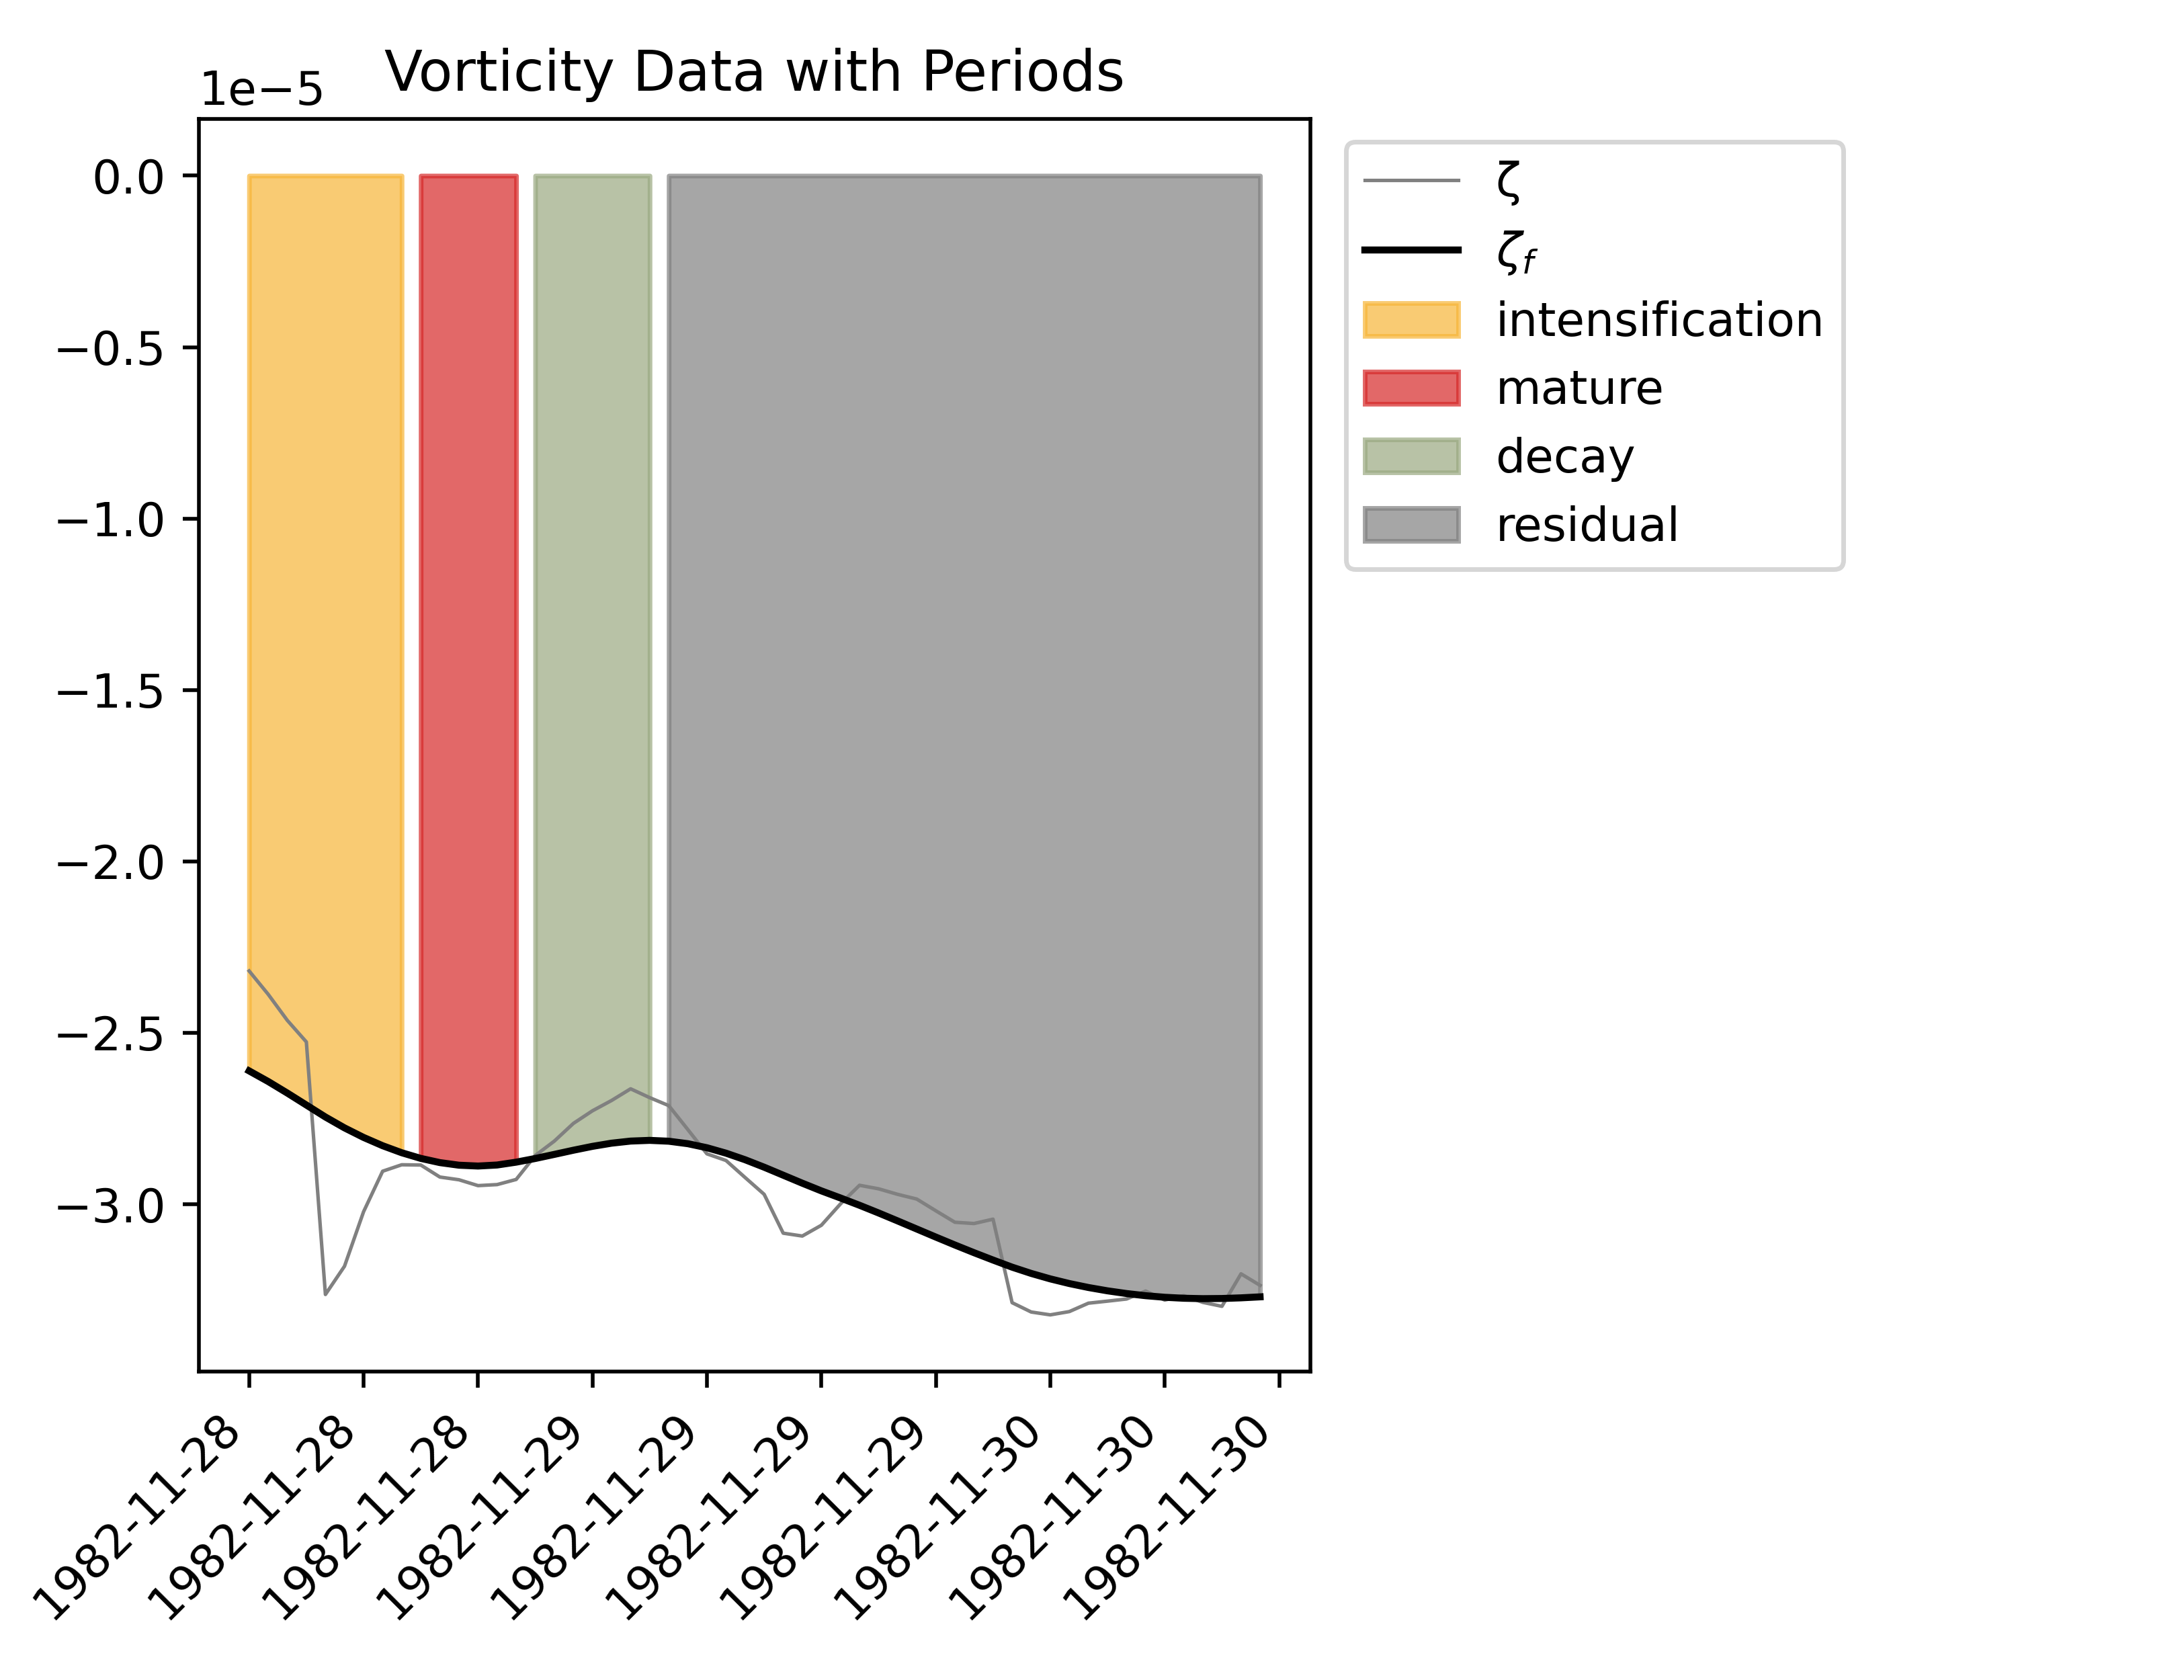 Vorticity Data with Periods
1e−5
0.0
−0.5
−1.0
−1.5
−2.0
−2.5
−3.0
1982-11-28
1982-11-28
1982-11-28
1982-11-29
1982-11-29
1982-11-29
1982-11-29
1982-11-30
1982-11-30
1982-11-30
ζ
ζf
intensification
mature
decay
residual